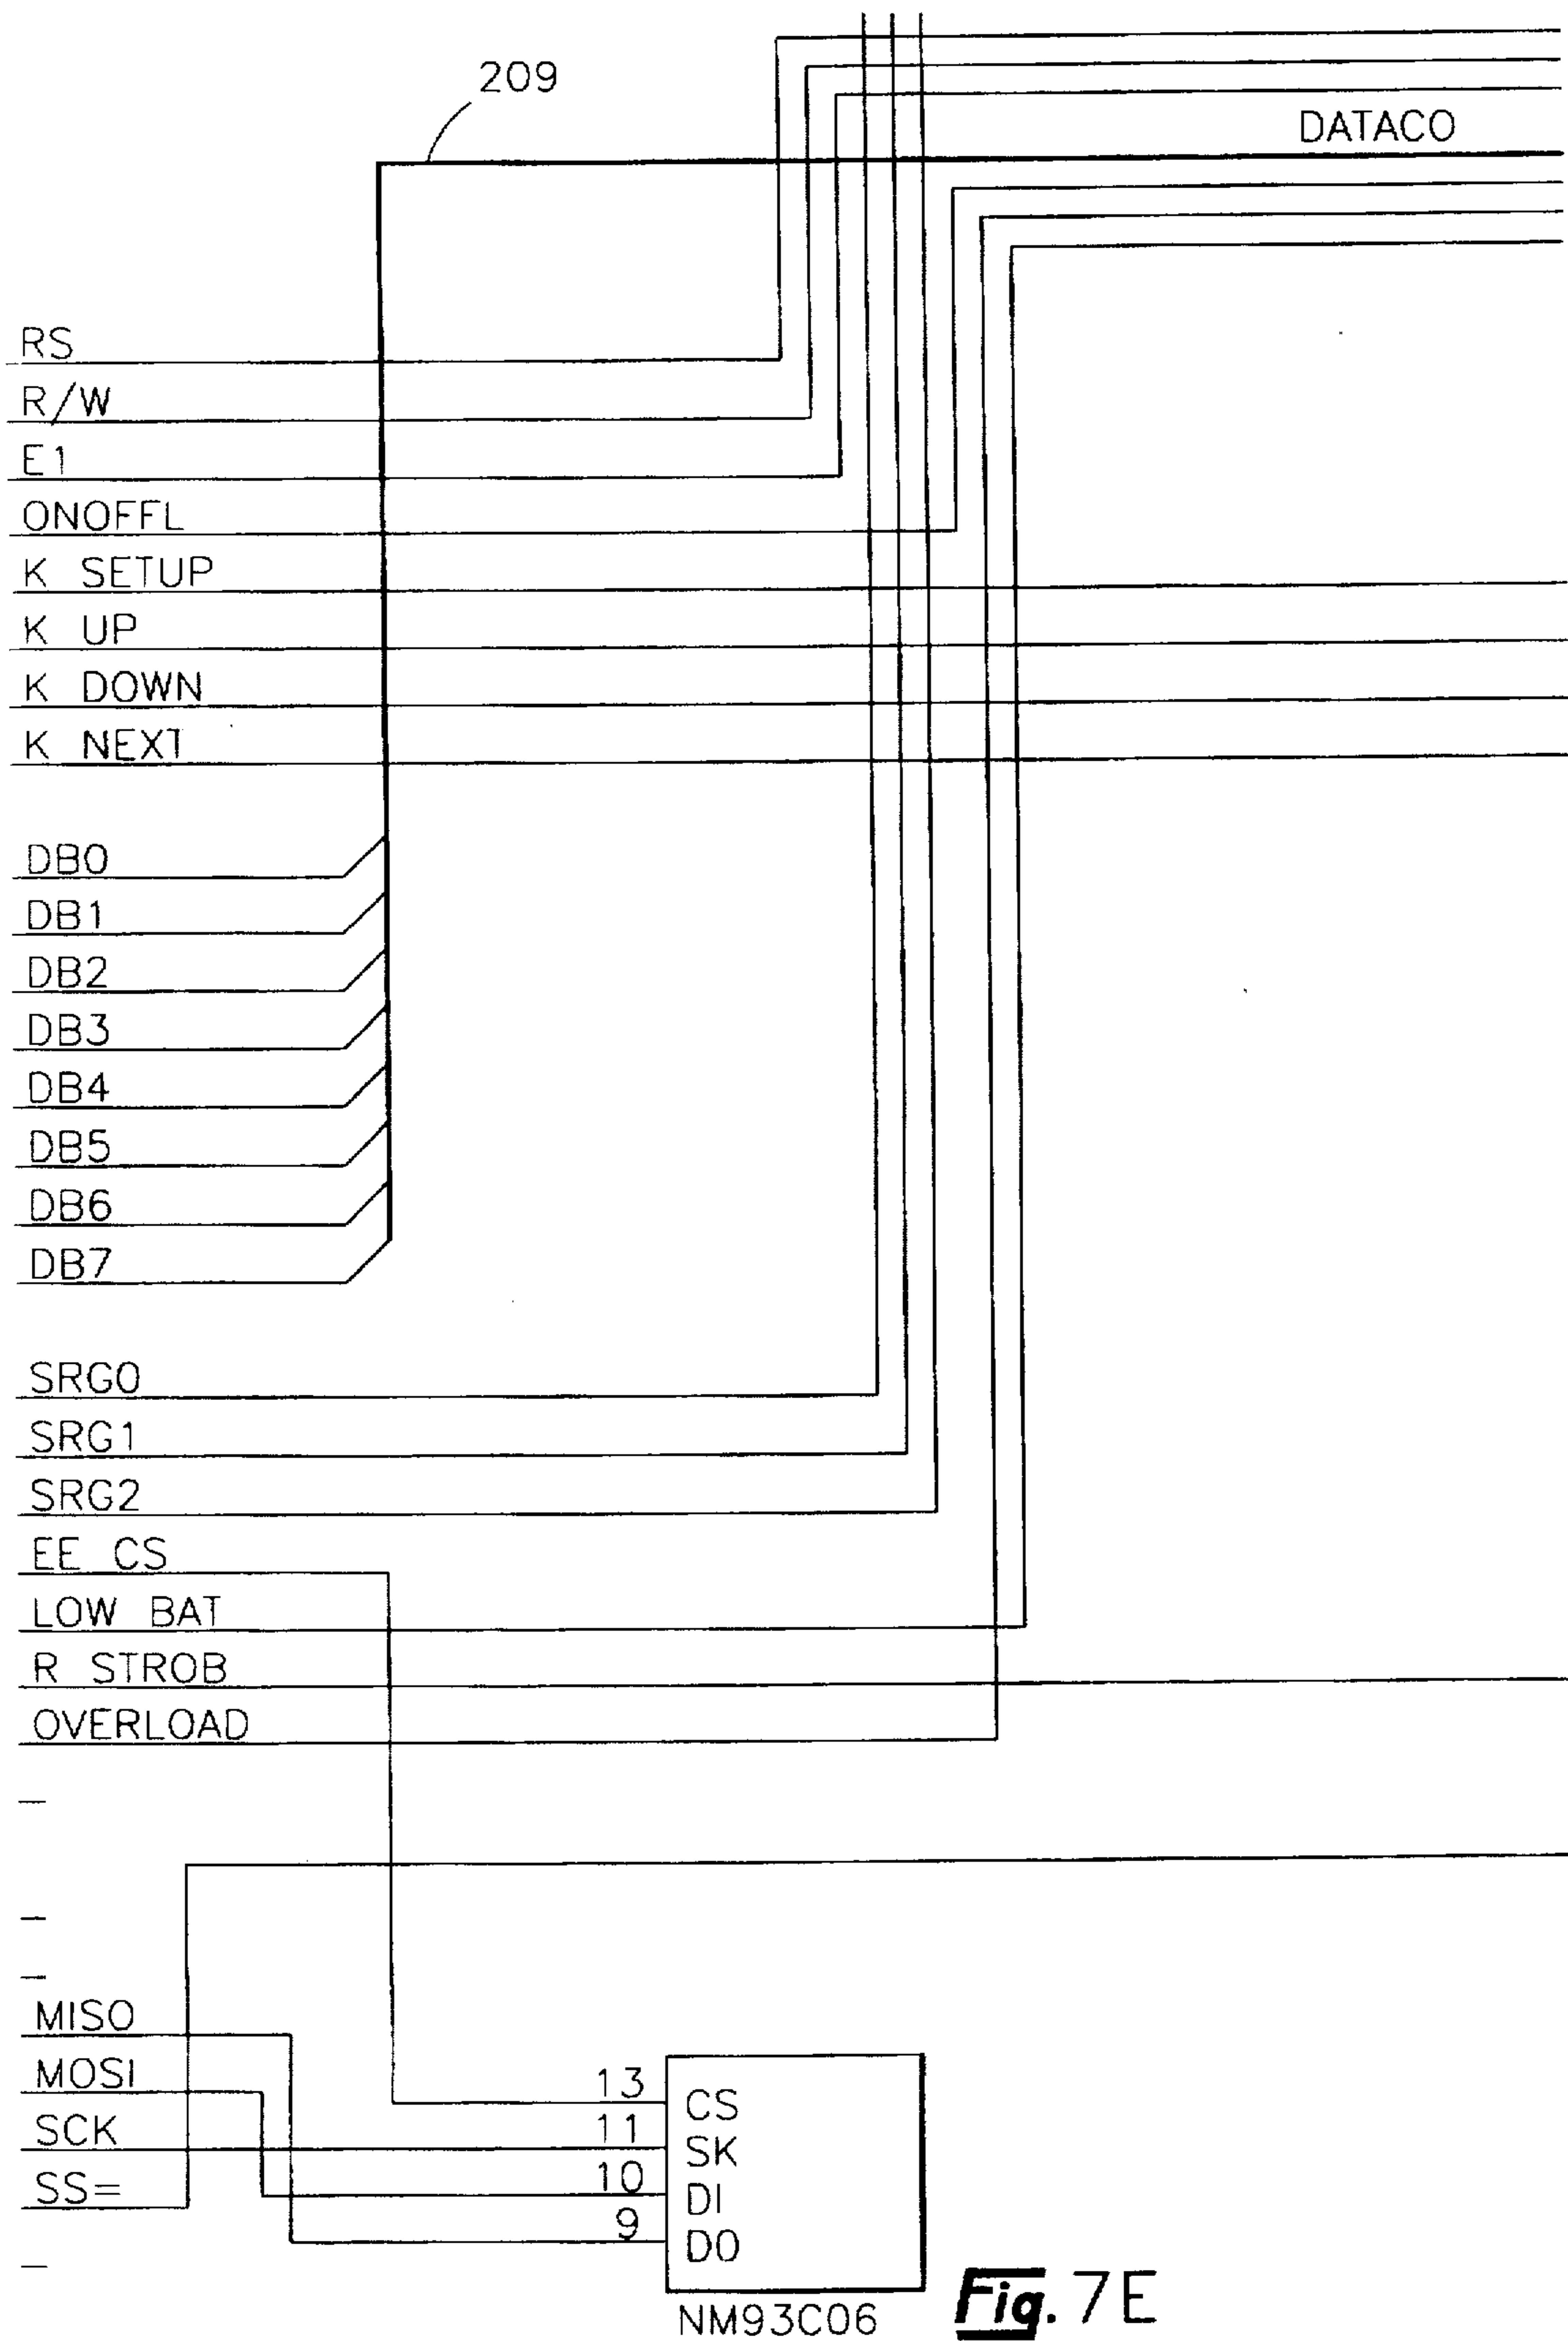 209
DATACO
RS
R/W
E1
ONOFFL
K SETUP
K UP
K DOWN
K NEXT
DB0
DB1
DB2
DB3
DB4
DB5
DB6
DB7
SRG0
SRG1
SRG2
EE CS
LOW BAT
R STROB
OVERLOAD
MISO
MOSI
SCK
SS=
13 CS
11 SK
10 DI
9 DO
NM93C06
Fig. 7E